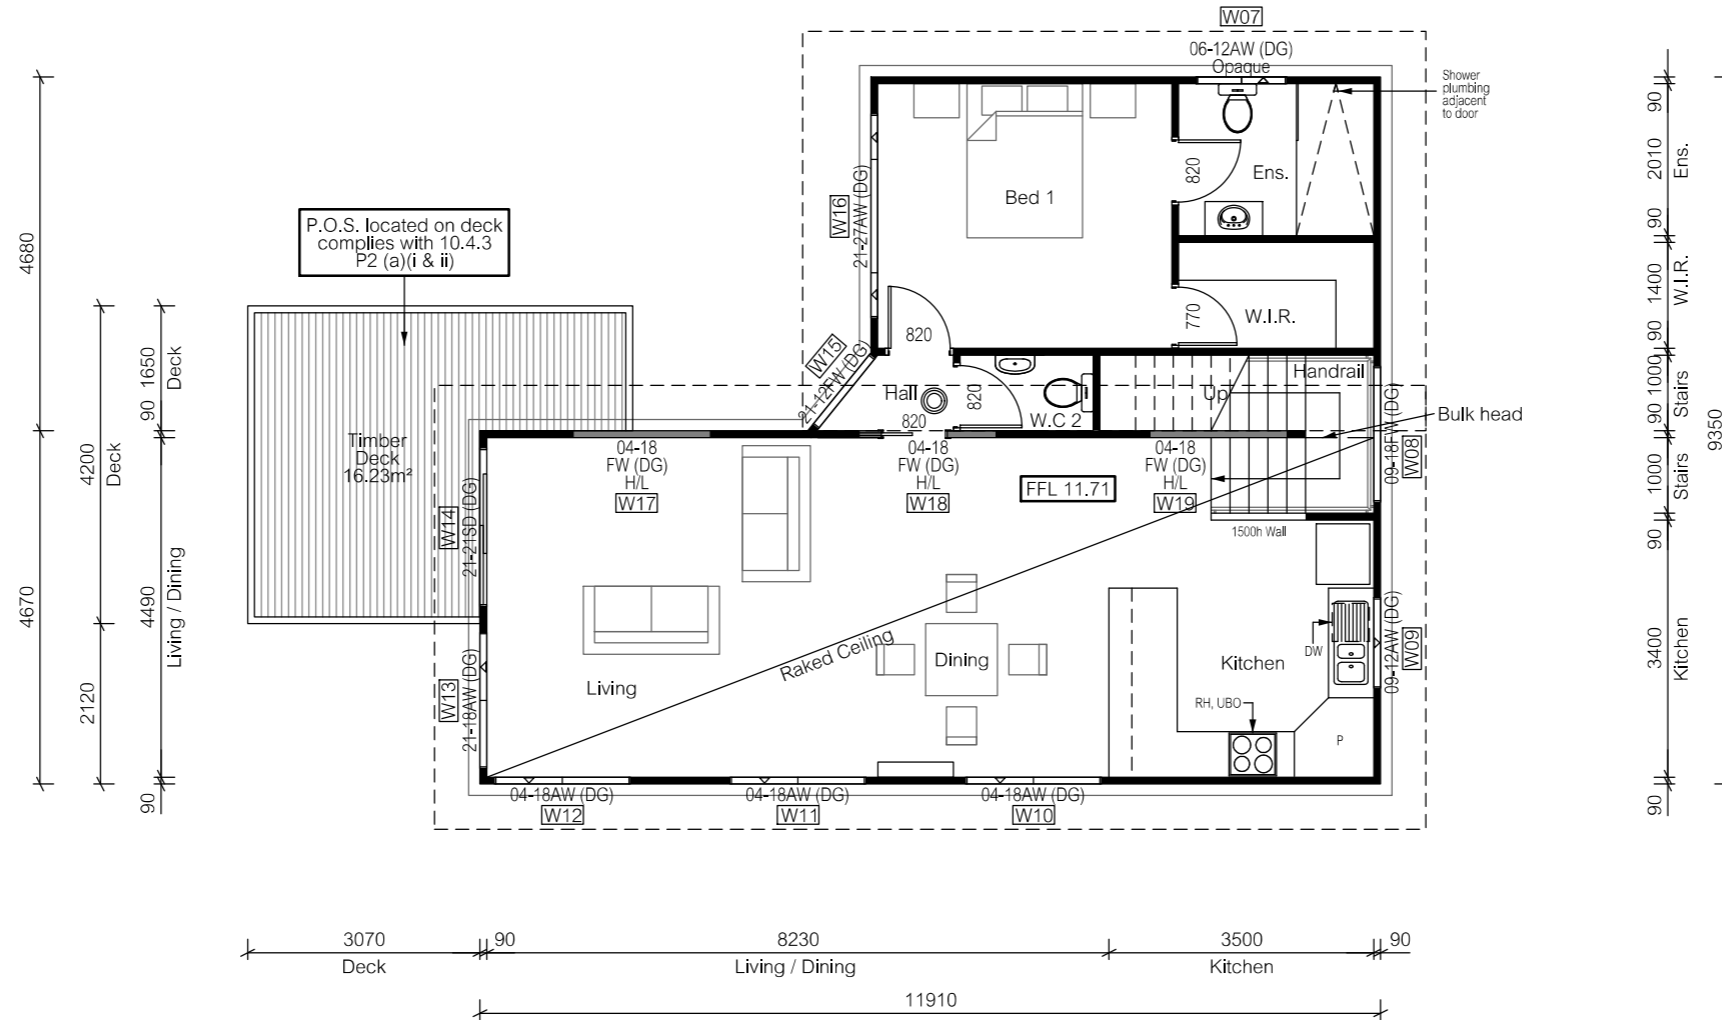 W07
06-12AW (DG)
Opaque
Shower
plumbing
adjacent
to door
P.O.S. located on deck
complies with 10.4.3
P2 (a)(i & ii)
4680
4670
4200
Deck
2120
90 1650
Deck
4490
Living / Dining
90
Timber
Deck
16.23m²
W16
21-27AW (DG)
Bed 1
820
Ens.
820
770
W.I.R.
W15
21-12FW (DG)
Hall
820
820
W.C 2
Up
Handrail
Bulk head
09-18FW (DG)
W08
04-18
FW (DG)
H/L
W17
04-18
FW (DG)
H/L
W18
FFL 11.71
04-18
FW (DG)
H/L
W19
1500h Wall
W14
21-21SD (DG)
W13
21-18AW (DG)
Living
Raked Ceiling
Dining
Kitchen
DW
RH, UBO
P
09-12AW (DG)
W09
04-18AW (DG)
W12
04-18AW (DG)
W11
04-18AW (DG)
W10
90
2010
Ens.
90
1400
W.I.R.
90
1000
Stairs
90
1000
Stairs
90
3400
Kitchen
90
9350
3070
Deck
90
8230
Living / Dining
3500
Kitchen
90
11910